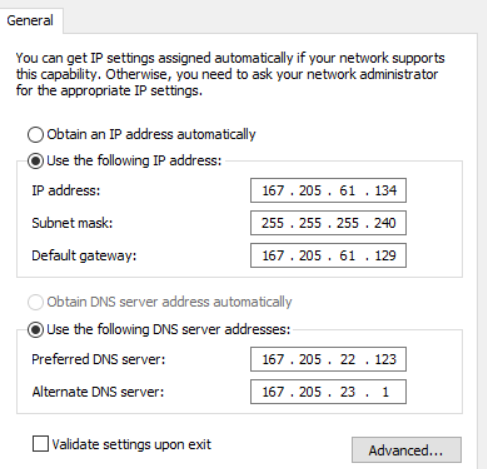 General
You can get IP settings assigned automatically if your network supports
this capability. Otherwise, you need to ask your network administrator
for the appropriate IP settings.
Obtain an IP address automatically
Use the following IP address:
IP address: 167 . 205 . 61 . 134
Subnet mask: 255 . 255 . 255 . 240
Default gateway: 167 . 205 . 61 . 129
Obtain DNS server address automatically
Use the following DNS server addresses:
Preferred DNS server: 167 . 205 . 22 . 123
Alternate DNS server: 167 . 205 . 23 . 1
Validate settings upon exit
Advanced...